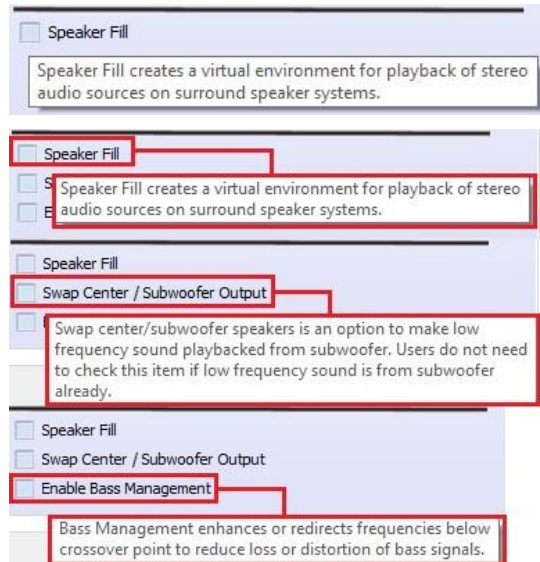 Speaker Fill
Speaker Fill creates a virtual environment for playback of stereo
audio sources on surround speaker systems.
Speaker Fill
S
Speaker Fill creates a virtual environment for playback of stereo
E
audio sources on surround speaker systems.
Speaker Fill
Swap Center / Subwoofer Output
Swap center/subwoofer speakers is an option to make low
frequency sound playbacked from subwoofer. Users do not need
to check this item if low frequency sound is from subwoofer
already.
Speaker Fill
Swap Center / Subwoofer Output
Enable Bass Management
Bass Management enhances or redirects frequencies below
crossover point to reduce loss or distortion of bass signals.